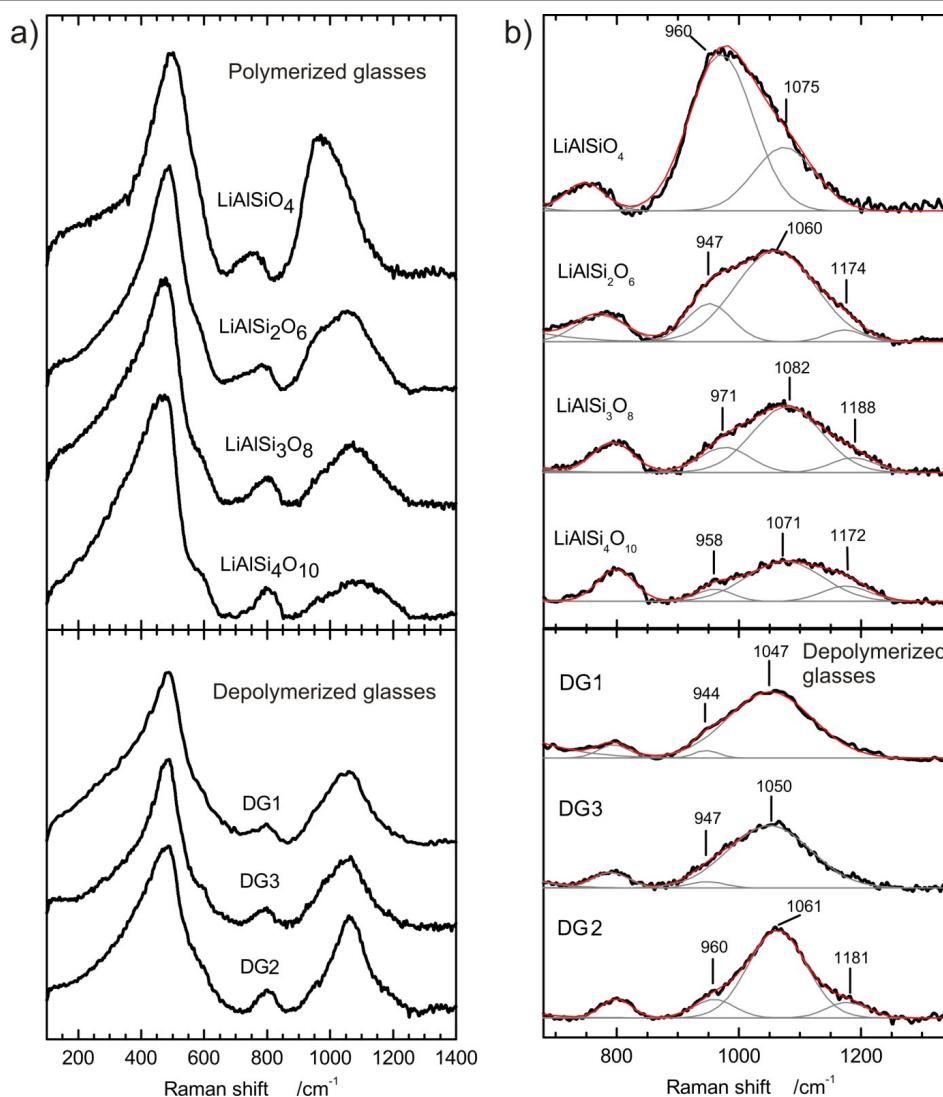 a)
Polymerized glasses
LiAlSiO4
LiAlSi2O6
LiAlSi3O8
LiAlSi4O10
Depolymerized glasses
DG1
DG3
DG2
200 400 600 800 1000 1200 1400
Raman shift /cm-1
b)
960
1075
LiAlSiO4
947
1060
1174
LiAlSi2O6
971
1082
1188
LiAlSi3O8
958
1071
1172
LiAlSi4O10
1047
Depolymerized
glasses
944
DG1
1050
947
DG3
1061
960
1181
DG2
800 1000 1200
Raman shift /cm-1